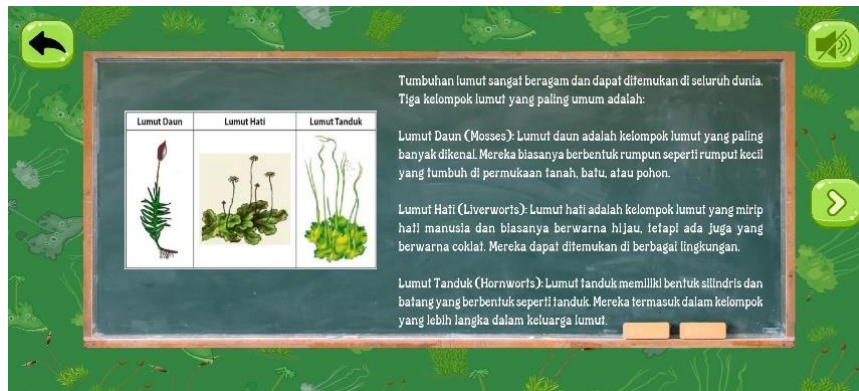 Lumut Daun
Lumut Hati
Lumut Tanduk
Tumbuhan lumut sangat beragam dan dapat ditemukan di seluruh dunia.
Tiga kelompok lumut yang paling umum adalah:
Lumut Daun (Mosses): Lumut daun adalah kelompok lumut yang paling
banyak dikenal. Mereka biasanya berbentuk rumpun seperti rumput kecil
yang tumbuh di permukaan tanah, batu, atau pohon.
Lumut Hati (Liverworts): Lumut hati adalah kelompok lumut yang mirip
hati manusia dan biasanya berwarna hijau, tetapi ada juga yang
berwarna coklat. Mereka dapat ditemukan di berbagai lingkungan.
Lumut Tanduk (Hornworts): Lumut tanduk memiliki bentuk silindris dan
batang yang berbentuk seperti tanduk. Mereka termasuk dalam kelompok
yang lebih langka dalam keluarga lumut.